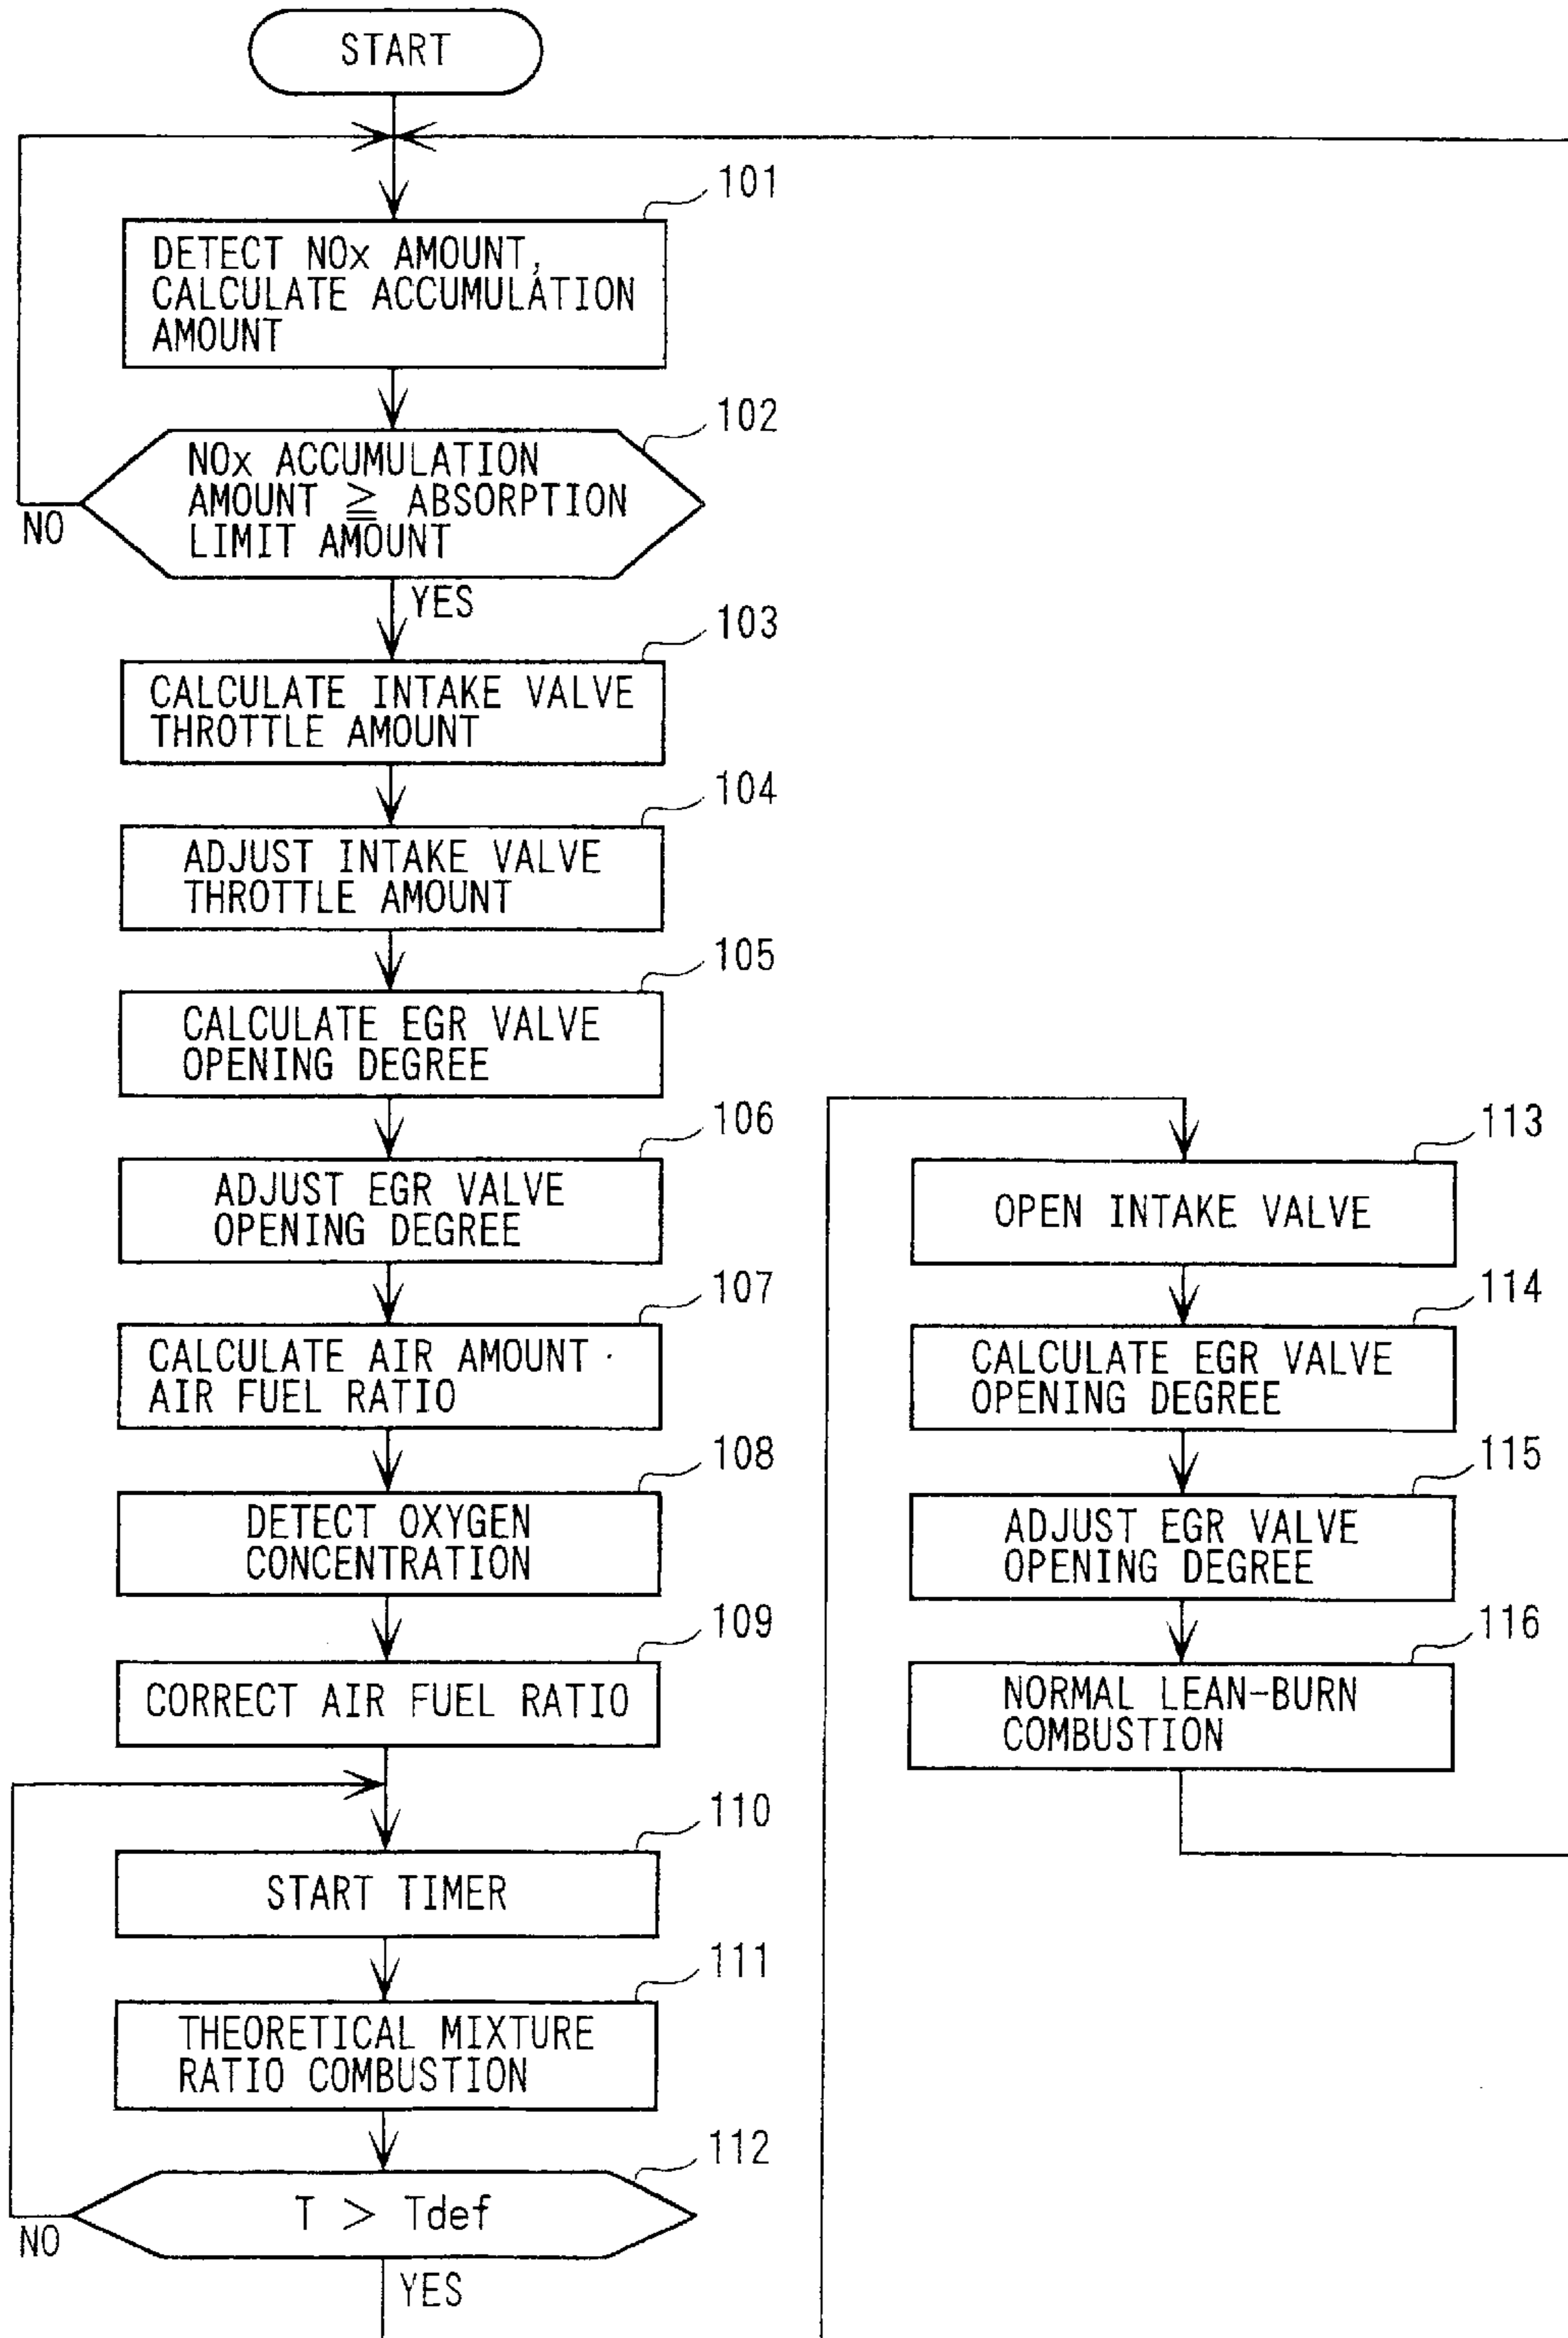 START
101
DETECT NOx AMOUNT,
CALCULATE ACCUMULATION
AMOUNT
102
NOx ACCUMULATION
AMOUNT ≧ ABSORPTION
LIMIT AMOUNT
NO
YES
103
CALCULATE INTAKE VALVE
THROTTLE AMOUNT
104
ADJUST INTAKE VALVE
THROTTLE AMOUNT
105
CALCULATE EGR VALVE
OPENING DEGREE
106
ADJUST EGR VALVE
OPENING DEGREE
107
CALCULATE AIR AMOUNT ·
AIR FUEL RATIO
108
DETECT OXYGEN
CONCENTRATION
109
CORRECT AIR FUEL RATIO
110
START TIMER
111
THEORETICAL MIXTURE
RATIO COMBUSTION
112
T > Tdef
NO
YES
113
OPEN INTAKE VALVE
114
CALCULATE EGR VALVE
OPENING DEGREE
115
ADJUST EGR VALVE
OPENING DEGREE
116
NORMAL LEAN-BURN
COMBUSTION